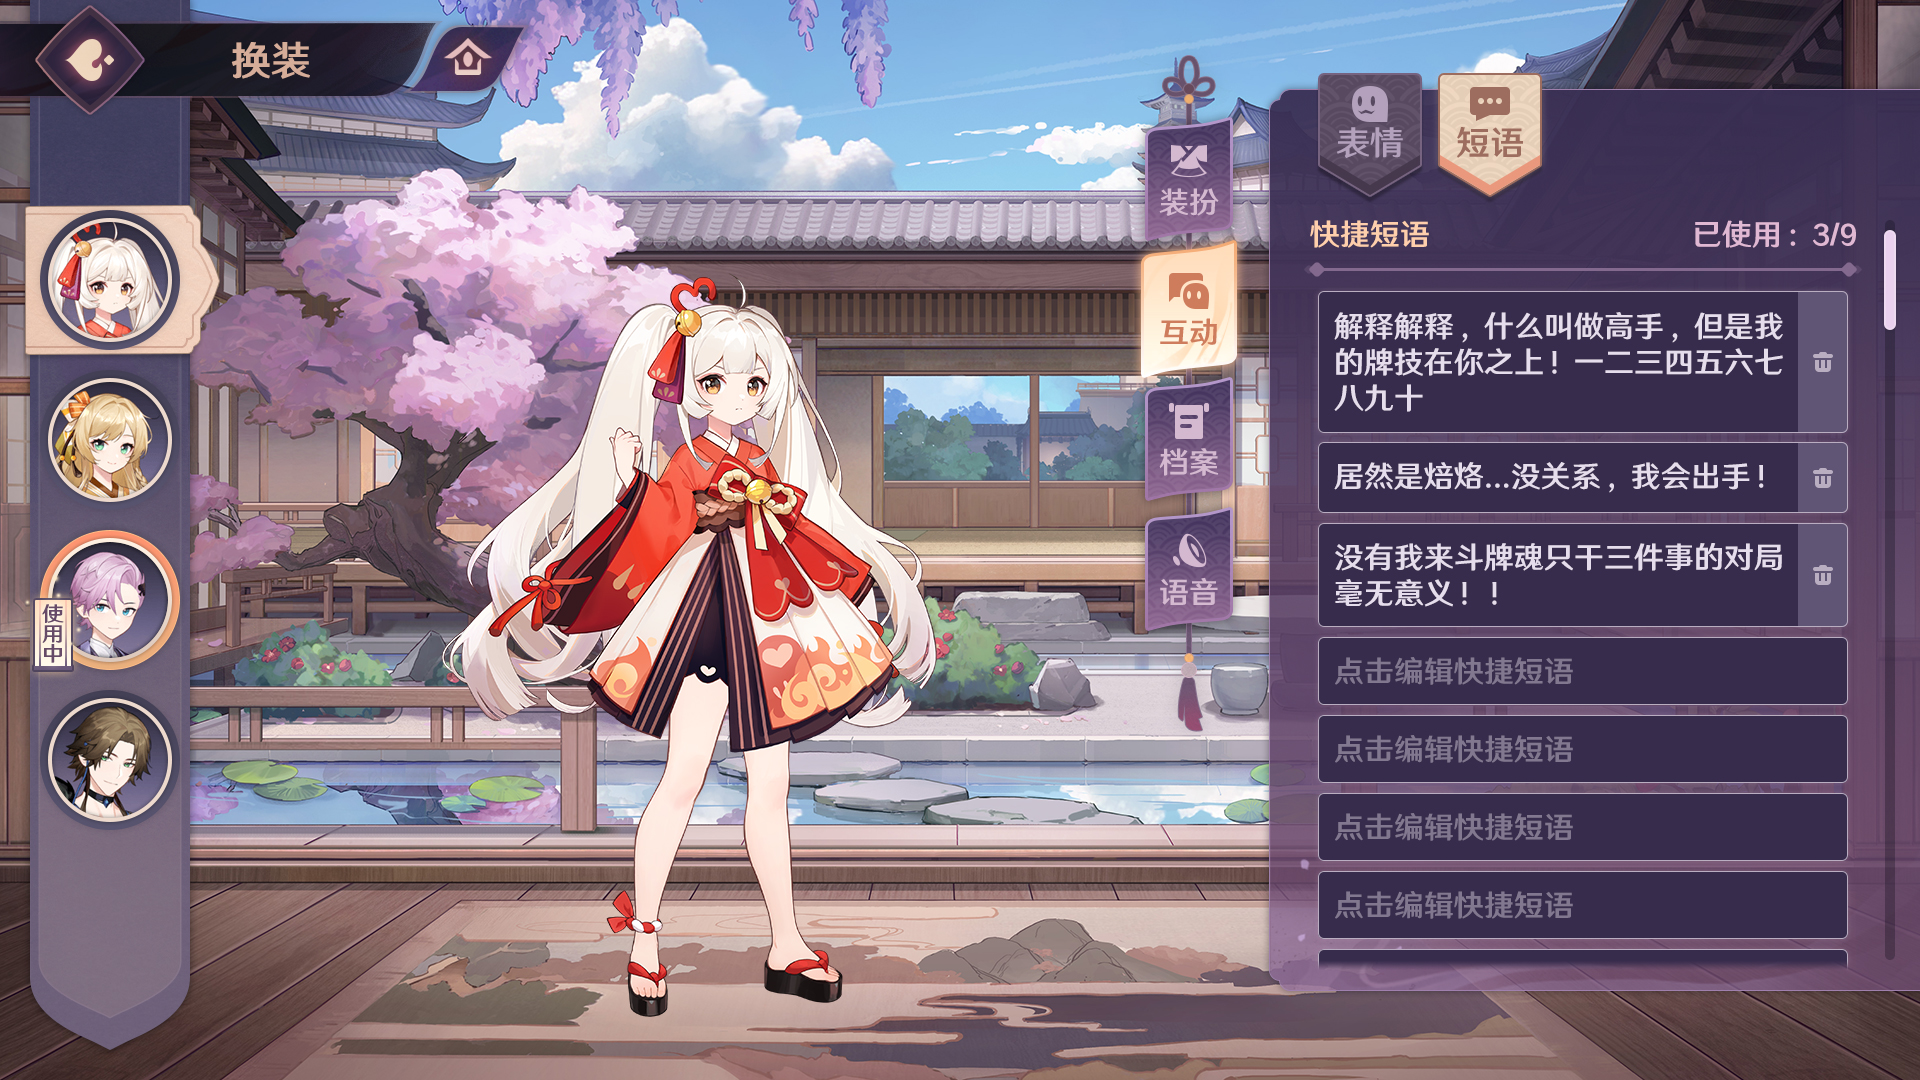 换装
使用中
装扮
互动
档案
语音
表情
短语
快捷短语
已使用：3/9
解释解释，什么叫做高手，但是我
的牌技在你之上！一二三四五六七
八九十
居然是焙烙...没关系，我会出手！
没有我来斗牌魂只干三件事的对局
毫无意义！！
点击编辑快捷短语
点击编辑快捷短语
点击编辑快捷短语
点击编辑快捷短语